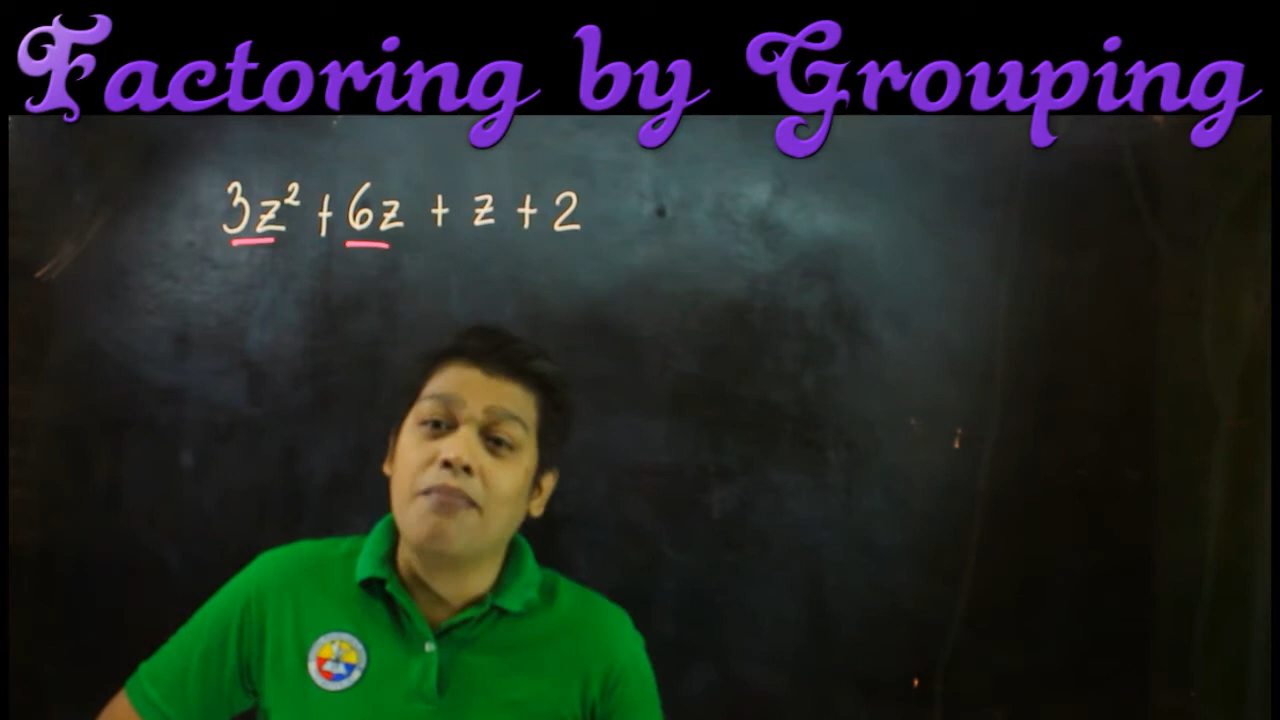 Factoring by Grouping
3z² + 6z + z + 2